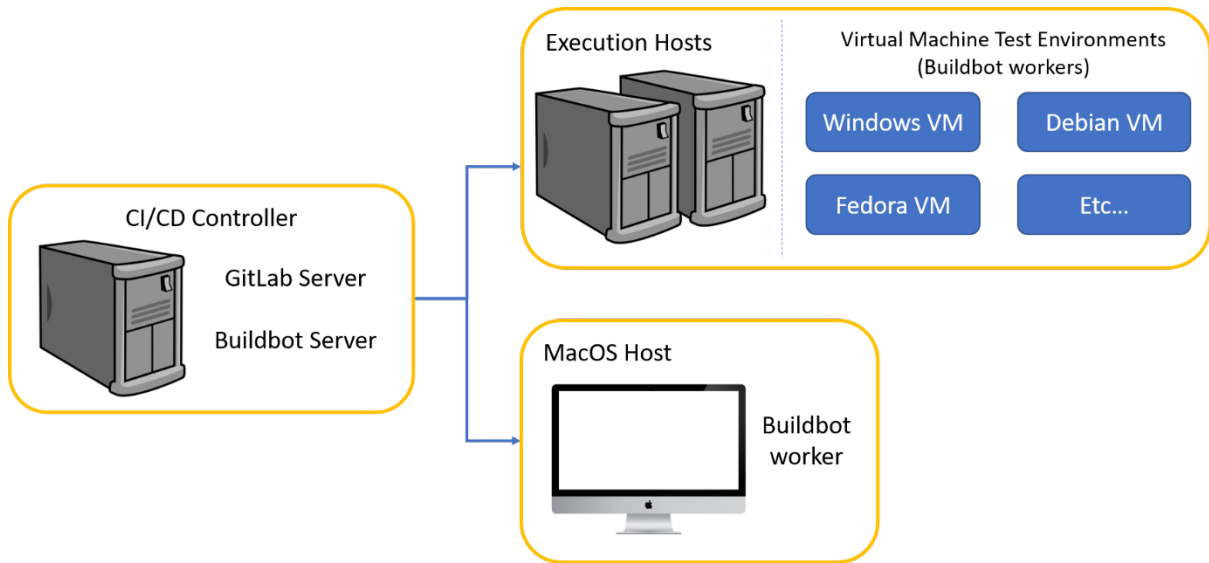 CI/CD Controller
GitLab Server
Buildbot Server
Execution Hosts
Virtual Machine Test Environments
(Buildbot workers)
Windows VM
Debian VM
Fedora VM
Etc...
MacOS Host
Buildbot
worker